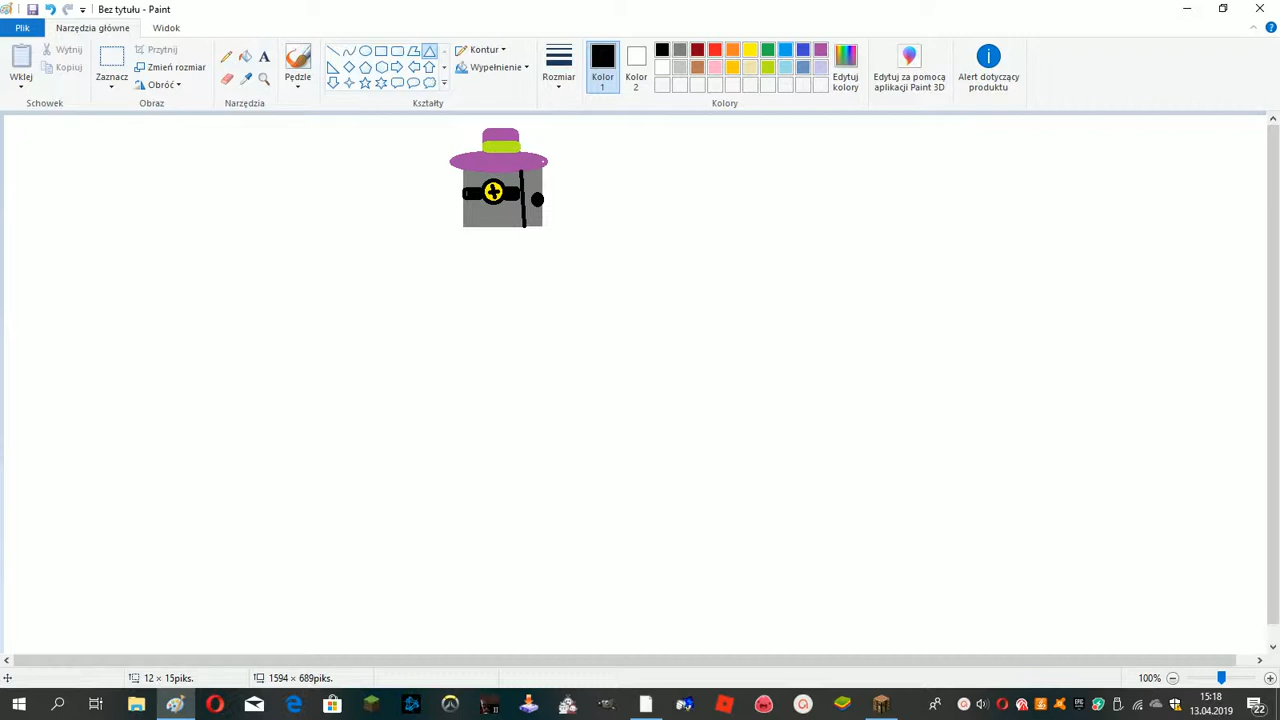 Bez tytułu - Paint
Plik Narzędzia główne Widok
Wklej
Wytnij
Kopiuj
Schowek
Zaznacz
Przytnij
Zmień rozmiar
Obróć
Obraz
A
Narzędzia
Pędzle
Kształty
Kontur
Wypełnienie
Rozmiar
Kolor 1
Kolor 2
Edytuj kolory
Kolory
Edytuj za pomocą aplikacji Paint 3D
Alert dotyczący produktu
12 × 15piks. 1594 × 689piks. 100%
15:18
13.04.2019
22